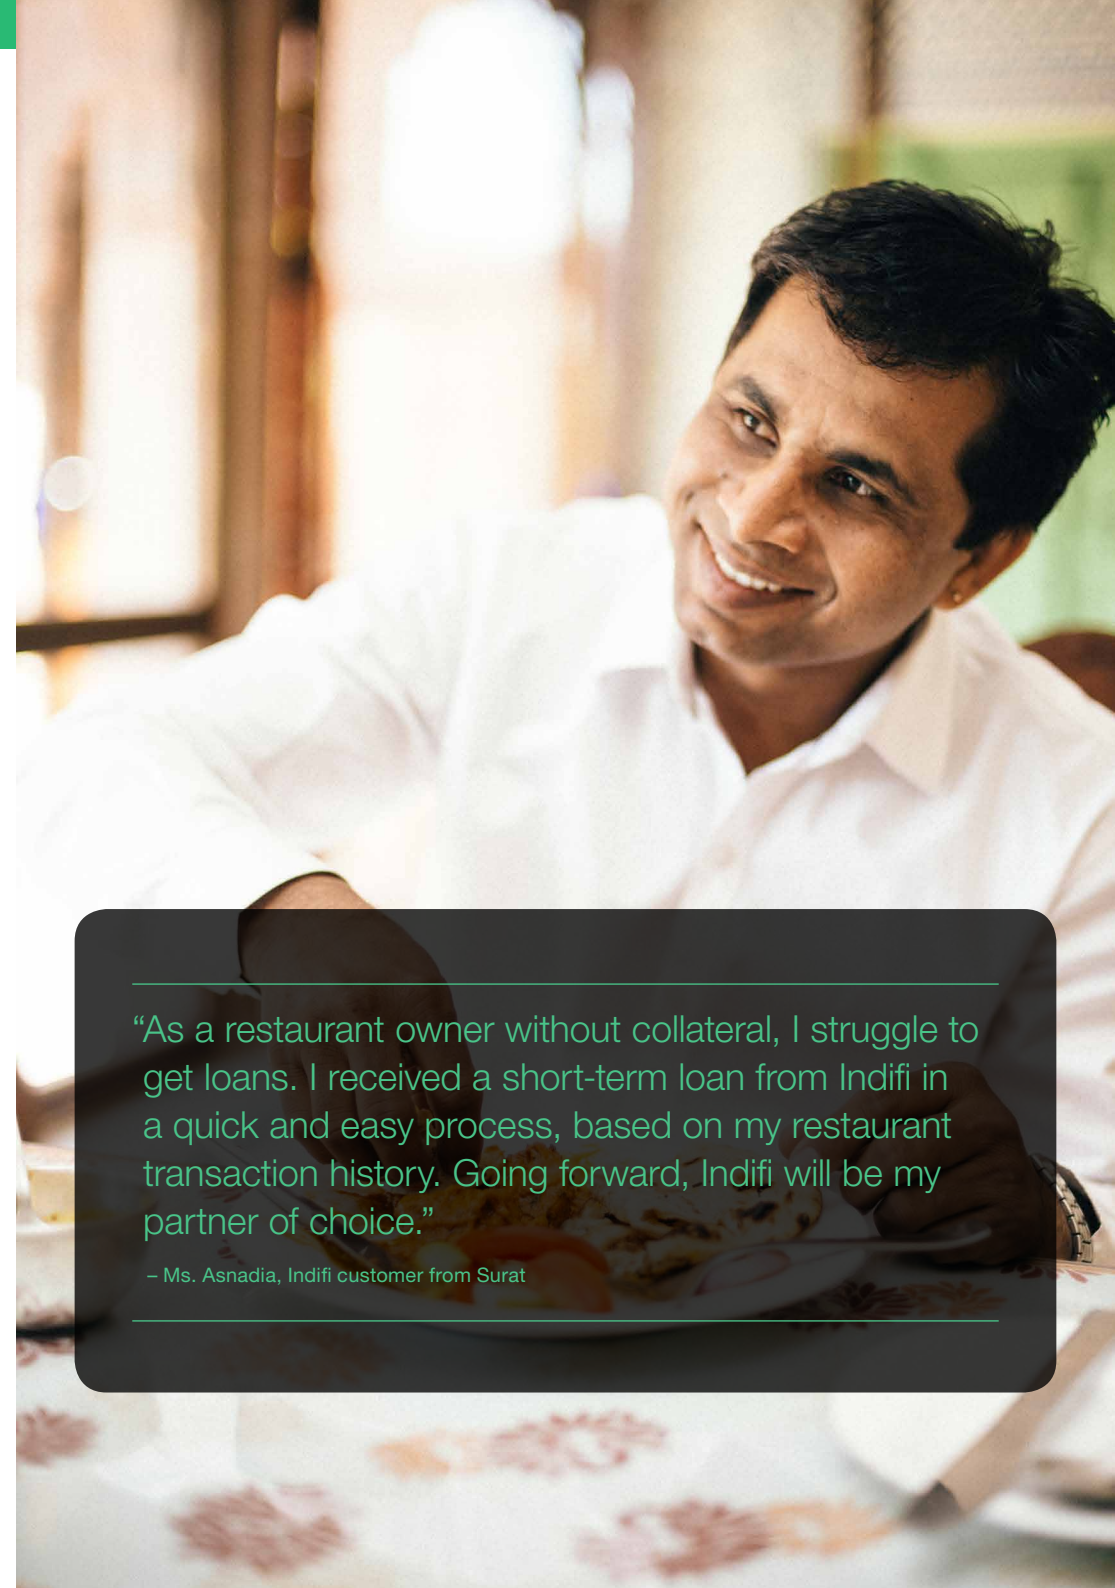 “As a restaurant owner without collateral, I struggle to
get loans. I received a short-term loan from Indifi in
a quick and easy process, based on my restaurant
transaction history. Going forward, Indifi will be my
partner of choice.”
– Ms. Asnadia, Indifi customer from Surat